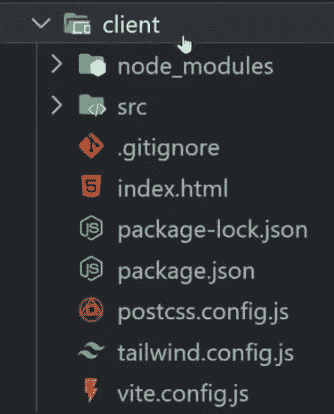 client
node_modules
src
.gitignore
index.html
package-lock.json
package.json
postcss.config.js
tailwind.config.js
vite.config.js